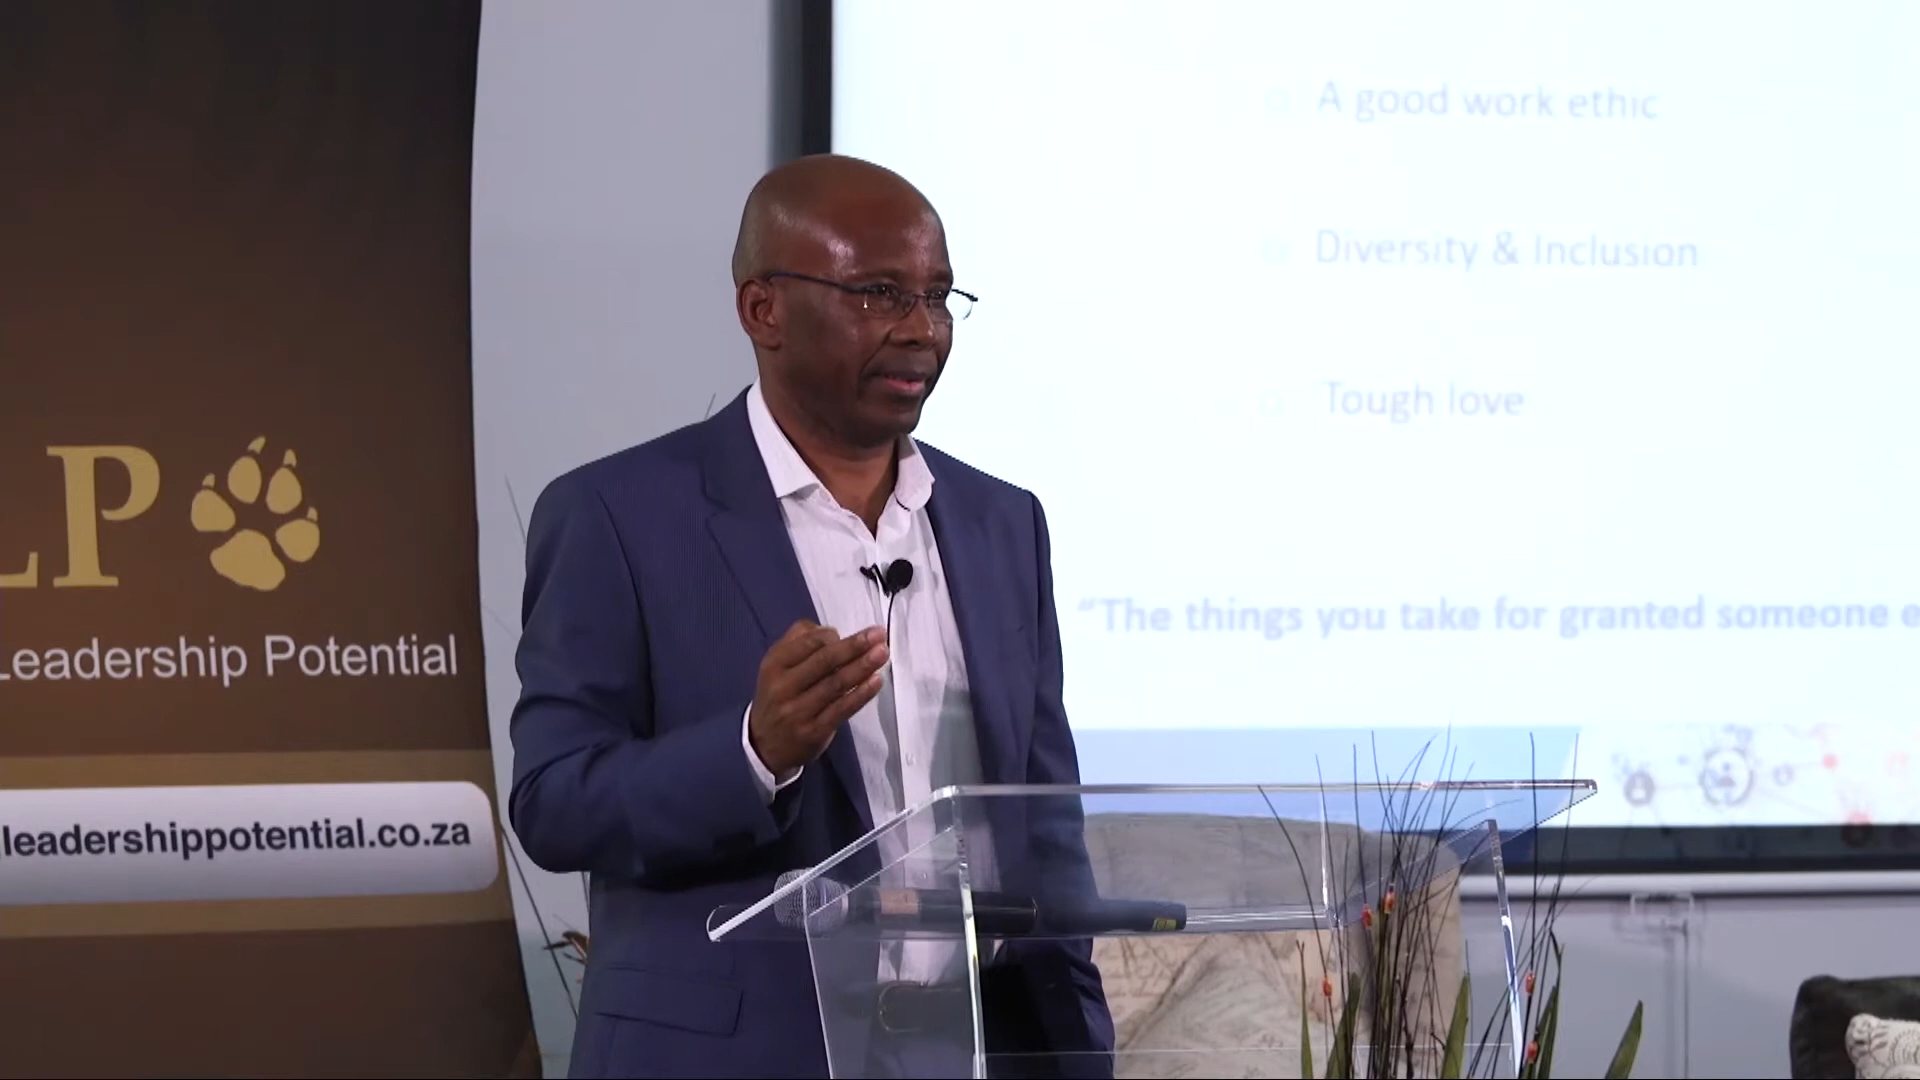 LP
Leadership Potential
leadershippotential.co.za
A good work ethic
Diversity & Inclusion
Tough love
"The things you take for granted someone e